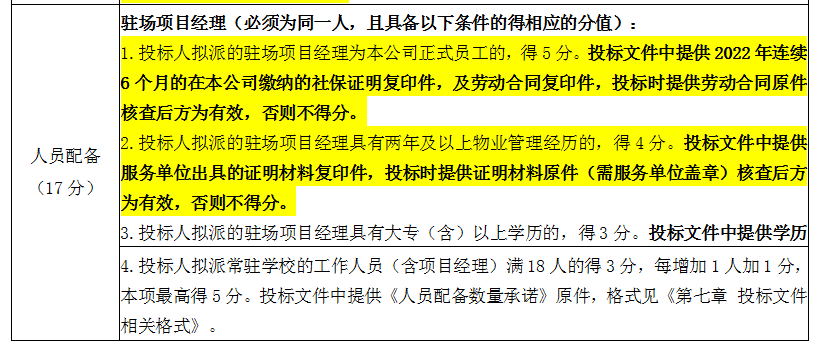 驻场项目经理（必须为同一人，且具备以下条件的得相应的分值）：
1.投标人拟派的驻场项目经理为本公司正式员工的，得 5 分。投标文件中提供 2022 年连续
6 个月的在本公司缴纳的社保证明复印件，及劳动合同复印件，投标时提供劳动合同原件
核查后方为有效，否则不得分。
2.投标人拟派的驻场项目经理具有两年及以上物业管理经历的，得 4 分。投标文件中提供
服务单位出具的证明材料复印件，投标时提供证明材料原件（需服务单位盖章）核查后方
为有效，否则不得分。
3.投标人拟派的驻场项目经理具有大专（含）以上学历的，得 3 分。投标文件中提供学历
人员配备
（17 分）
4.投标人拟派常驻学校的工作人员（含项目经理）满 18 人的得 3 分，每增加 1 人加 1 分，
本项最高得 5 分。投标文件中提供《人员配备数量承诺》原件，格式见《第七章 投标文件
相关格式》。